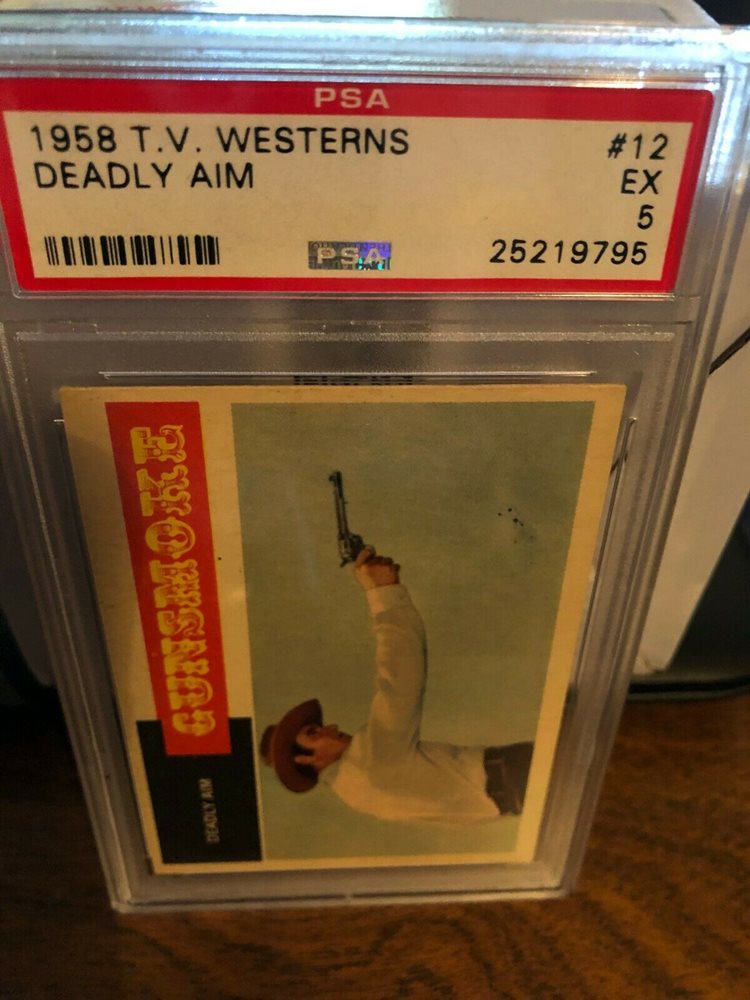 PSA
1958 T.V. WESTERNS #12
DEADLY AIM EX
5
PSA 25219795
GUNSMOKE
DEADLY AIM